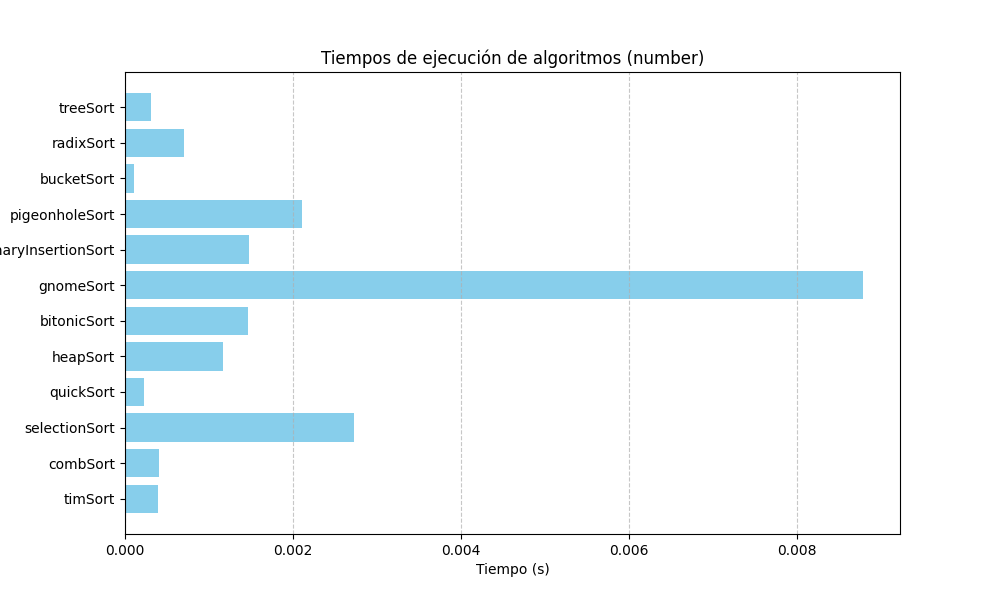 Tiempos de ejecución de algoritmos (number)
treeSort
radixSort
bucketSort
pigeonholeSort
naryInsertionSort
gnomeSort
bitonicSort
heapSort
quickSort
selectionSort
combSort
timSort
0.000 0.002 0.004 0.006 0.008
Tiempo (s)